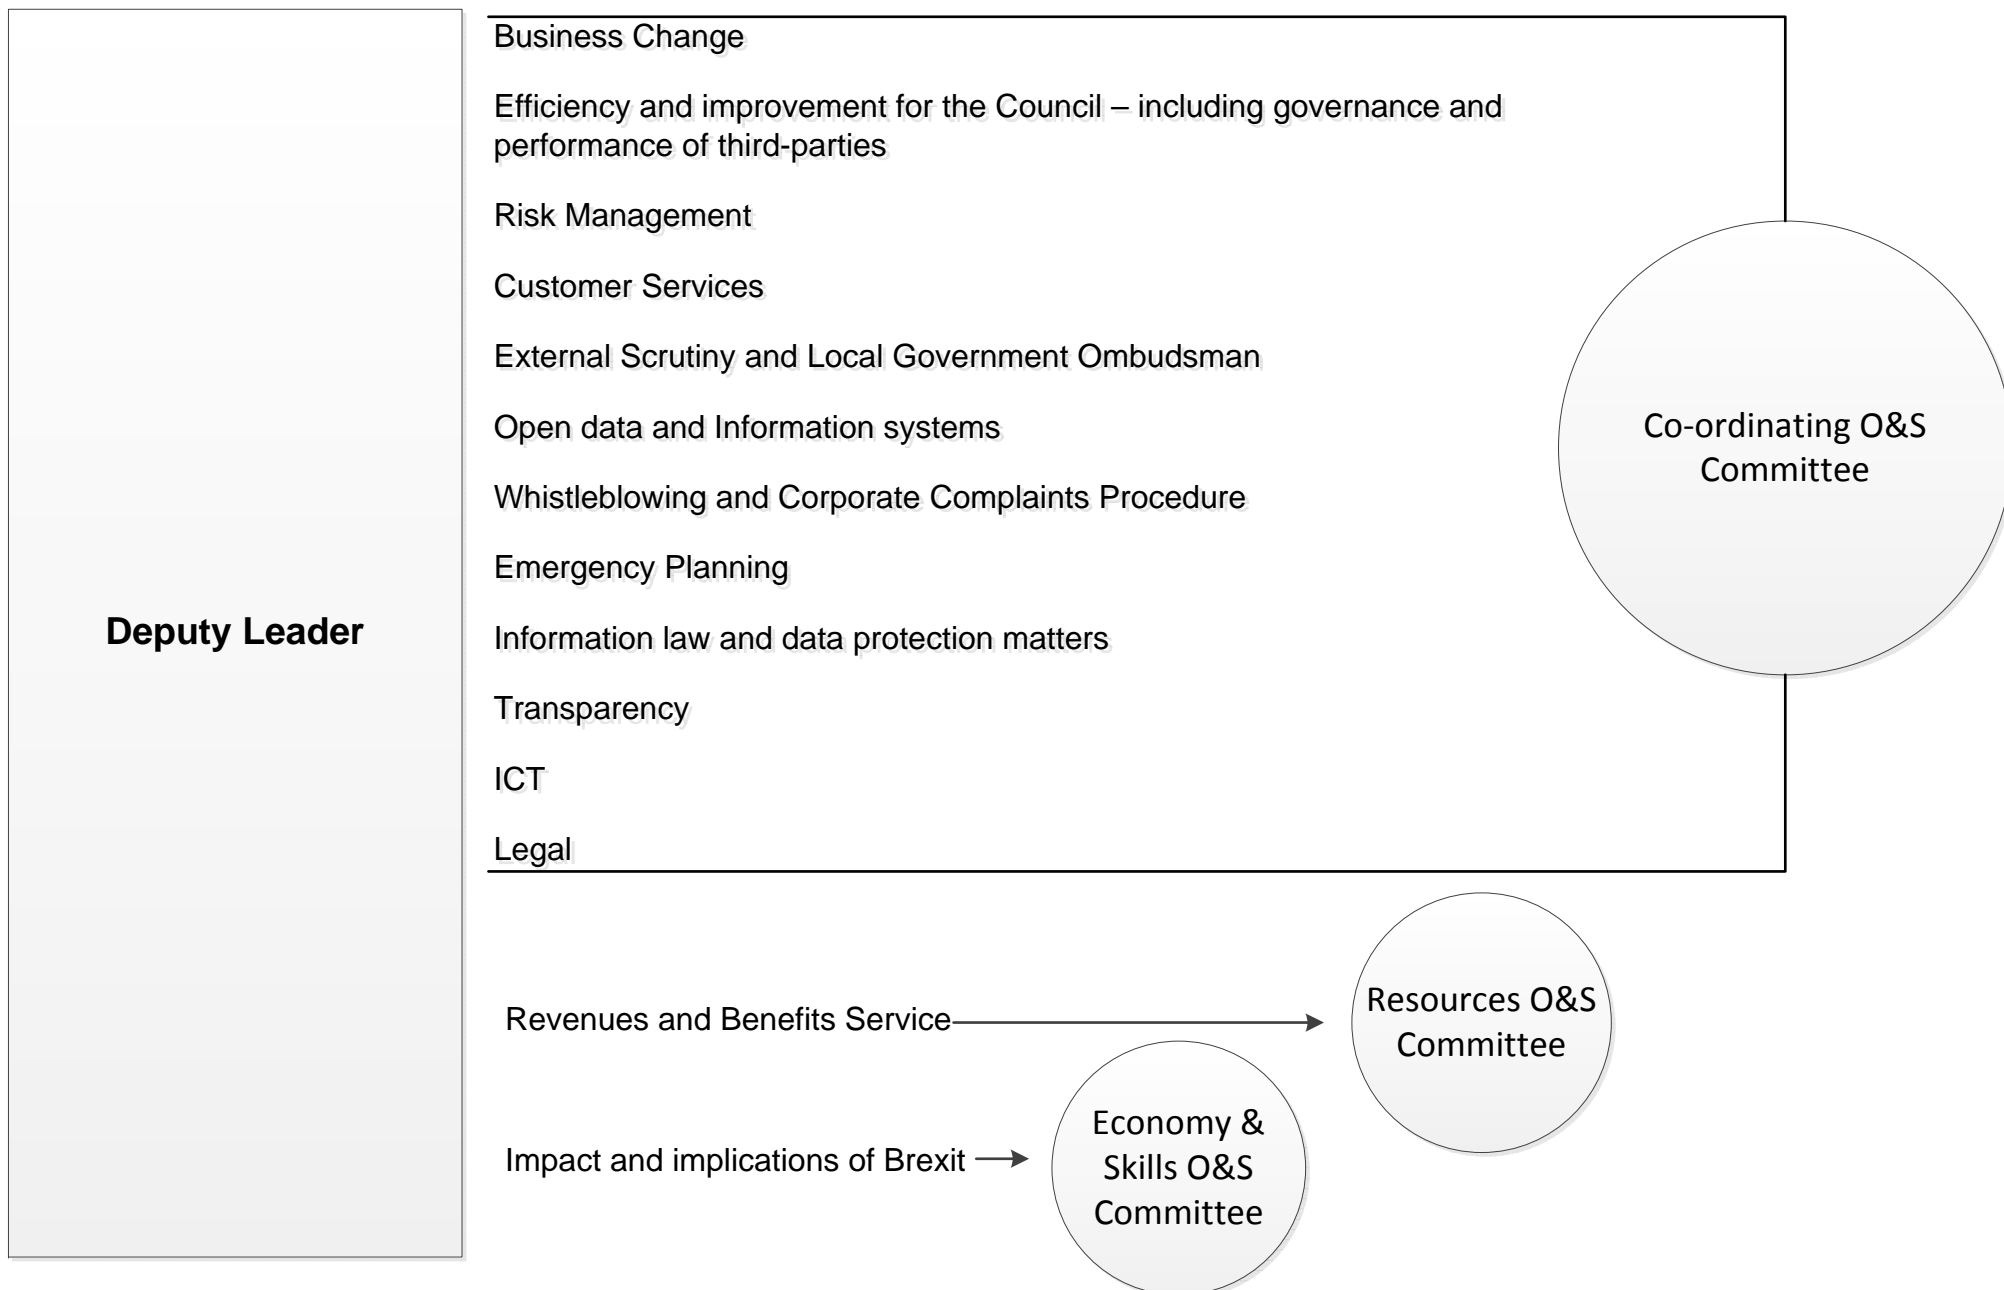 Deputy Leader
Business Change
Efficiency and improvement for the Council – including governance and
performance of third-parties
Risk Management
Customer Services
External Scrutiny and Local Government Ombudsman
Open data and Information systems
Whistleblowing and Corporate Complaints Procedure
Emergency Planning
Information law and data protection matters
Transparency
ICT
Legal
Co-ordinating O&S
Committee
Revenues and Benefits Service
Resources O&S
Committee
Impact and implications of Brexit
Economy &
Skills O&S
Committee